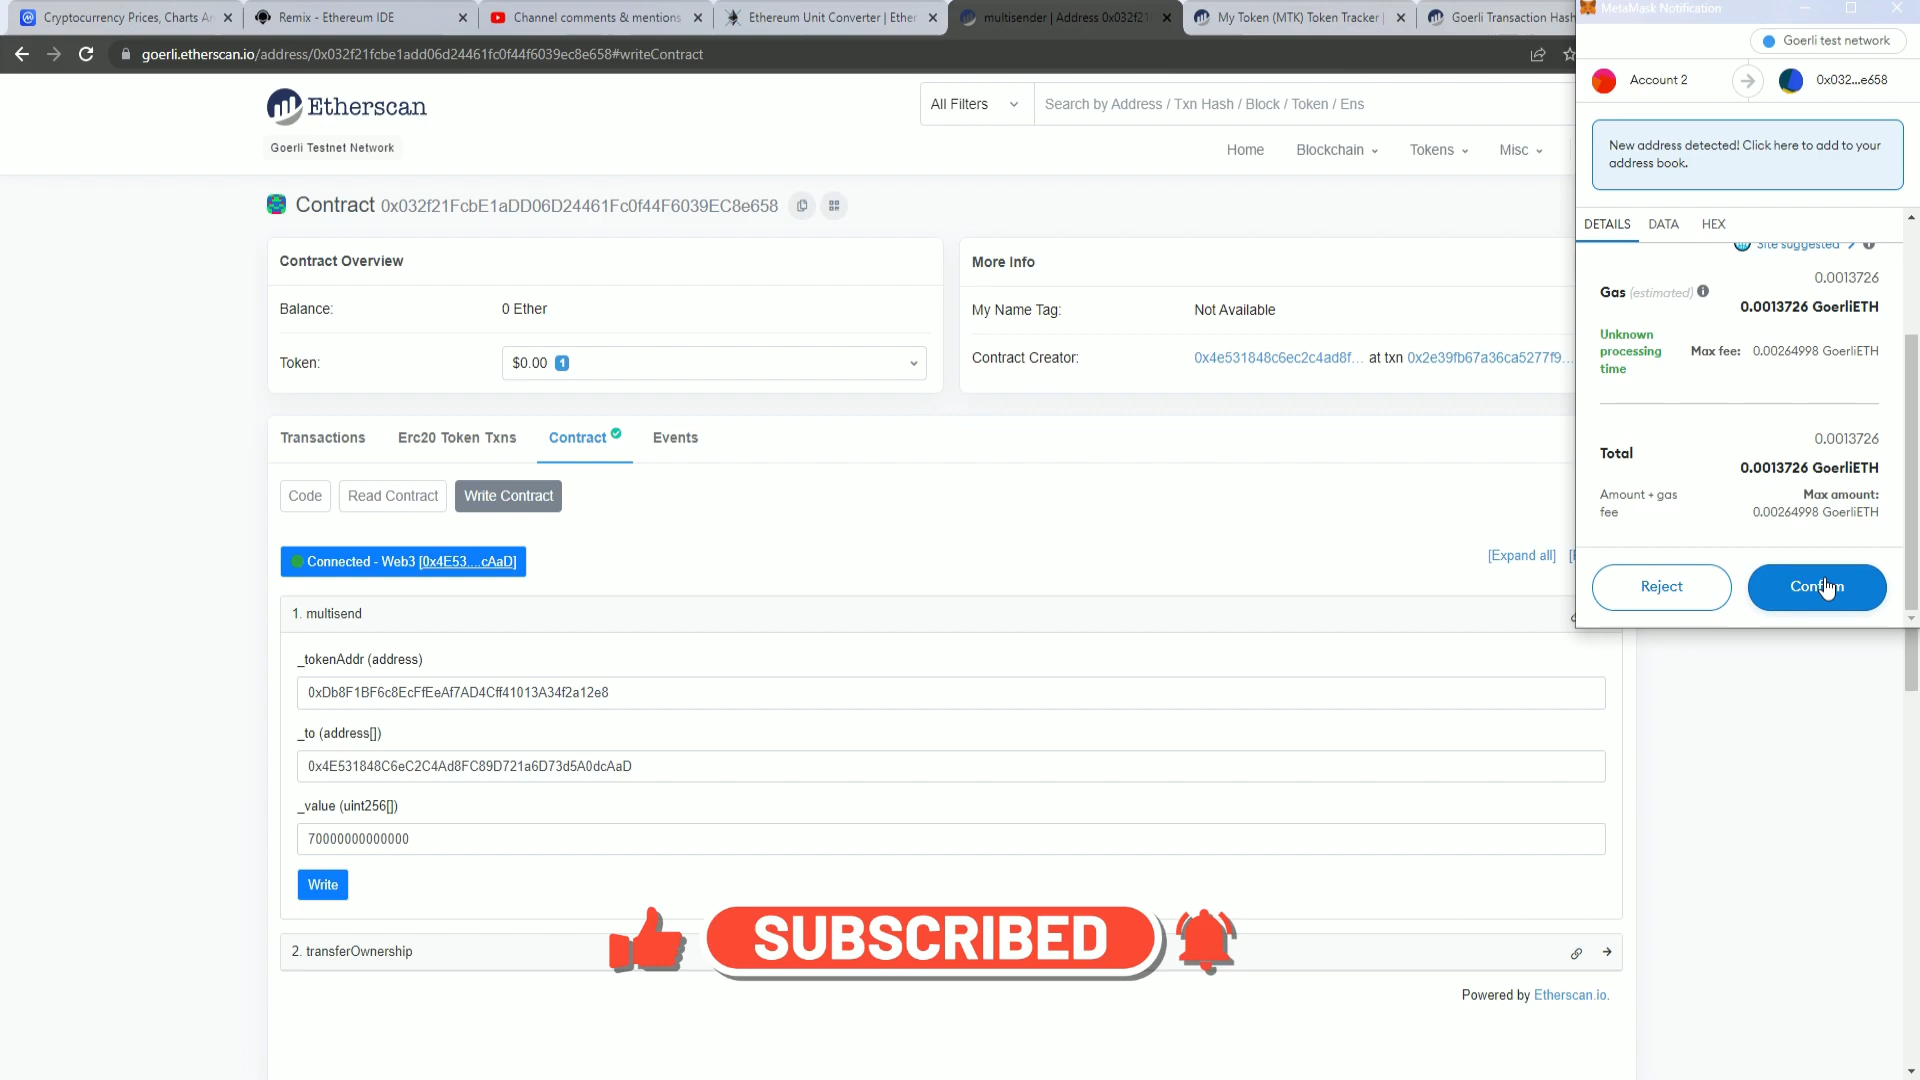 Cryptocurrency Prices, Charts Ar
Remix - Ethereum IDE
Channel comments & mentions
Ethereum Unit Converter | Ether
multisender | Address 0x032f21
My Token (MTK) Token Tracker |
Goerli Transaction Hash
MetaMask Notification
goerli.etherscan.io/address/0x032f21fcbe1add06d24461fc0f44f6039ec8e658#writeContract
Goerli test network
Account 2
0x032...e658
Etherscan
All Filters
Search by Address / Txn Hash / Block / Token / Ens
Goerli Testnet Network
Home
Blockchain
Tokens
Misc
New address detected! Click here to add to your
address book.
Contract 0x032f21FcbE1aDD06D24461Fc0f44F6039EC8e658
DETAILS
DATA
HEX
Site suggested
Contract Overview
More Info
Balance:
0 Ether
My Name Tag:
Not Available
Token:
$0.00 1
Contract Creator:
0x4e531848c6ec2c4ad8f... at txn 0x2e39fb67a36ca5277f9...
0.0013726
Gas (estimated)
0.0013726 GoerliETH
Unknown
processing
time
Max fee: 0.00264998 GoerliETH
Transactions
Erc20 Token Txns
Contract
Events
0.0013726
Total
0.0013726 GoerliETH
Amount + gas
fee
Max amount:
0.00264998 GoerliETH
Code
Read Contract
Write Contract
Connected - Web3 [0x4E53....cAaD]
[Expand all]
Reject
1. multisend
_tokenAddr (address)
0xDb8F1BF6c8EcFfEeAf7AD4Cff41013A34f2a12e8
_to (address[])
0x4E531848C6eC2C4Ad8FC89D721a6D73d5A0dcAaD
_value (uint256[])
70000000000000
Write
SUBSCRIBED
2. transferOwnership
Powered by Etherscan.io.